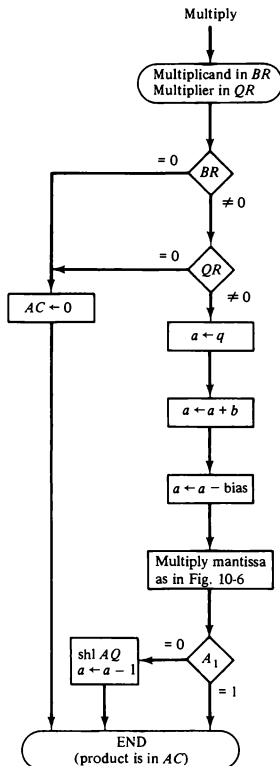 Multiply
Multiplicand in BR
Multiplier in QR
= 0
BR
≠ 0
= 0
QR
≠ 0
AC ← 0
a ← q
a ← a + b
a ← a − bias
Multiply mantissa
as in Fig. 10-6
= 0
shl AQ
a ← a − 1
A₁
= 1
END
(product is in AC)